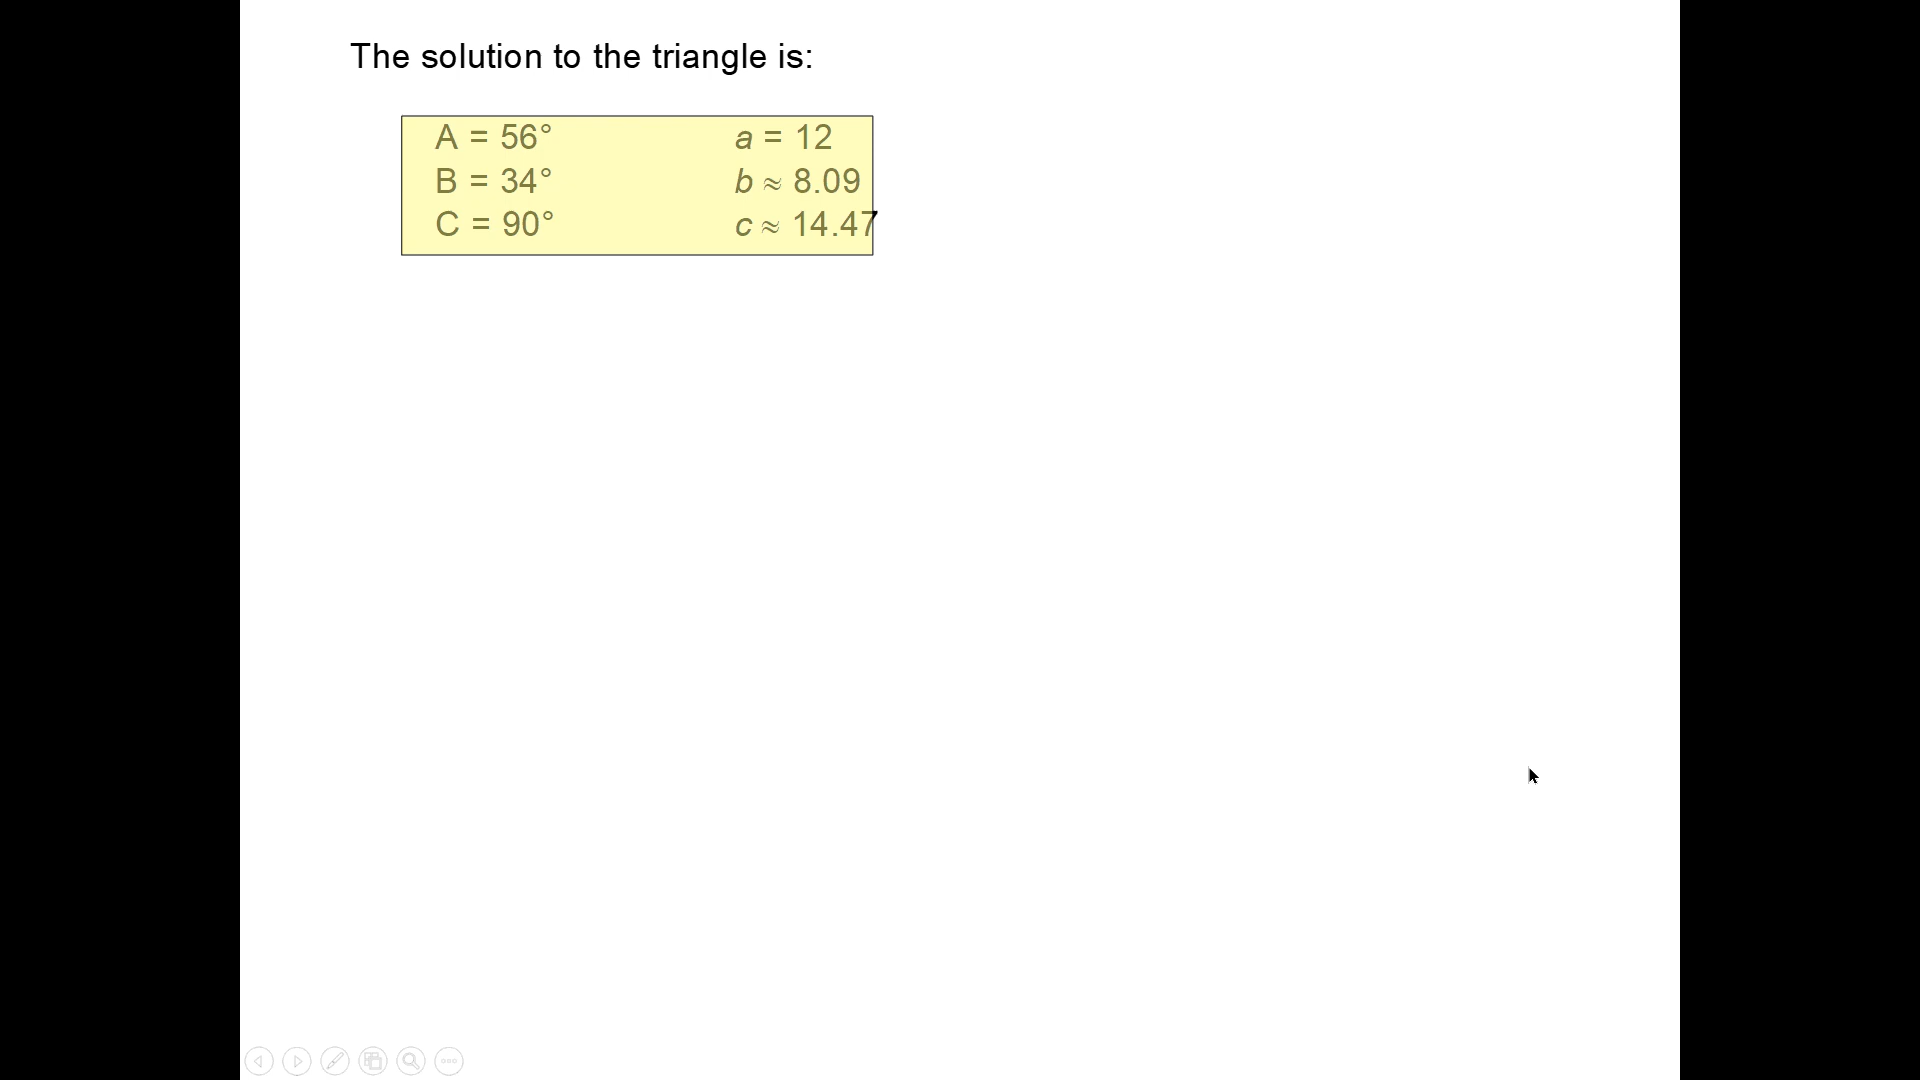 The solution to the triangle is:
A = 56° a = 12
B = 34° b ≈ 8.09
C = 90° c ≈ 14.47